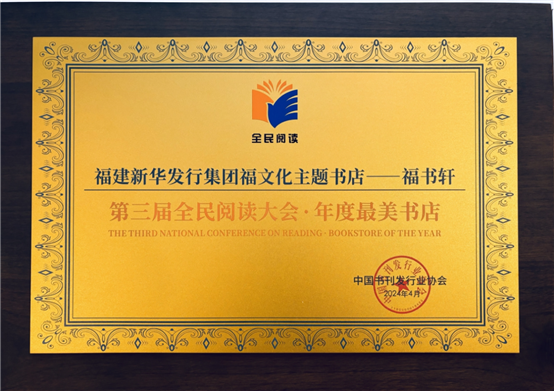 全民阅读
福建新华发行集团福文化主题书店——福书轩
第三届全民阅读大会·年度最美书店
THE THIRD NATIONAL CONFERENCE ON READING · BOOKSTORE OF THE YEAR
中国书刊发行业协会
2024年4月